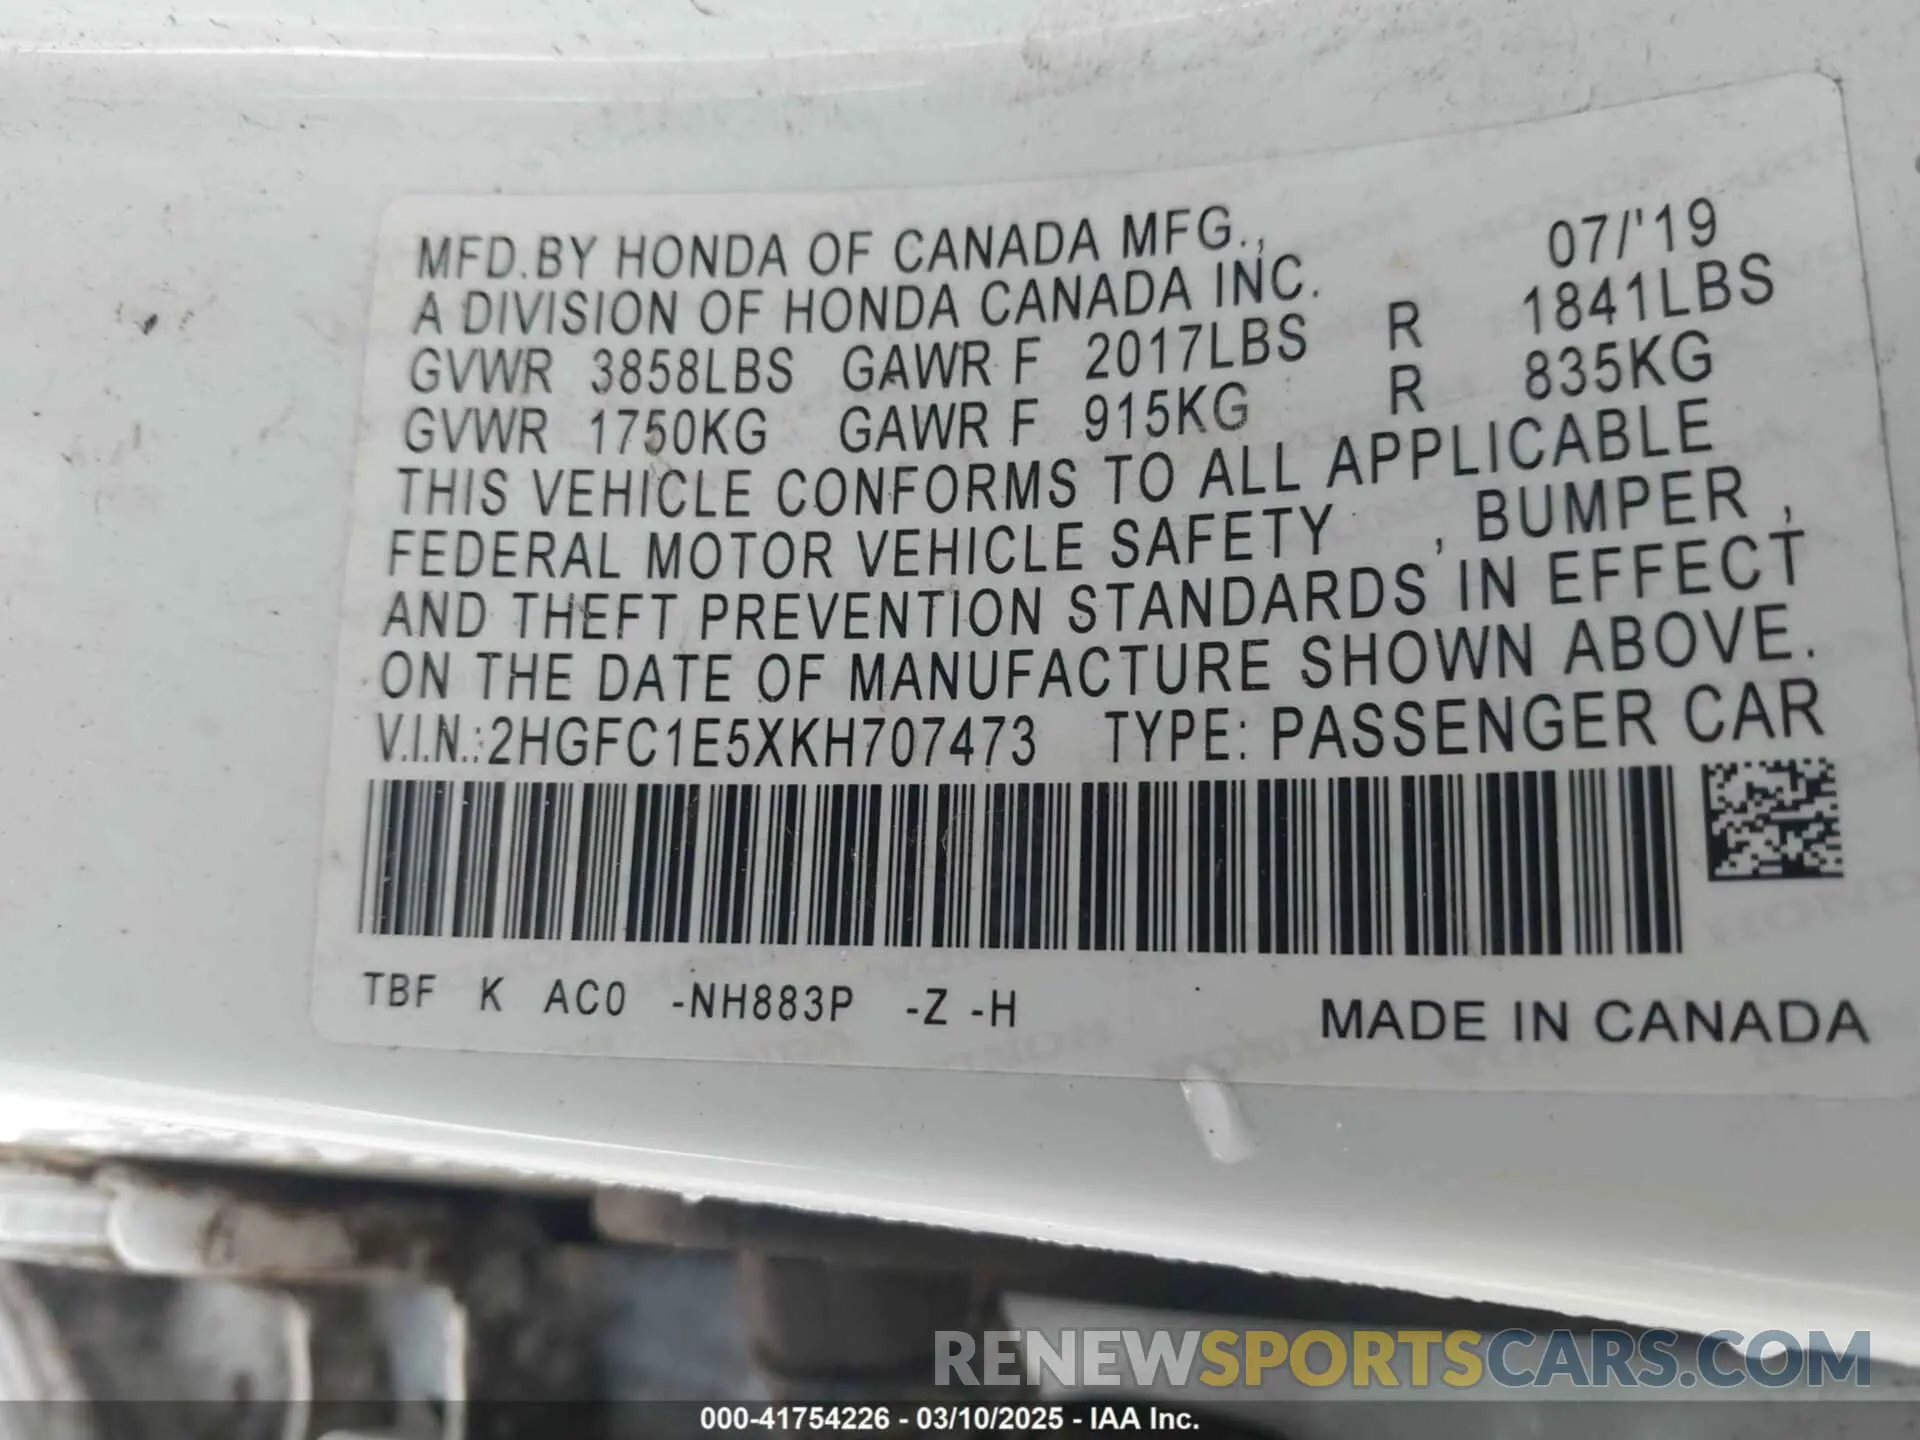 MFD.BY HONDA OF CANADA MFG., 07/'19
A DIVISION OF HONDA CANADA INC.
GVWR 3858LBS GAWR F 2017LBS R 1841LBS
GVWR 1750KG GAWR F 915KG R 835KG
THIS VEHICLE CONFORMS TO ALL APPLICABLE
FEDERAL MOTOR VEHICLE SAFETY , BUMPER ,
AND THEFT PREVENTION STANDARDS IN EFFECT
ON THE DATE OF MANUFACTURE SHOWN ABOVE.
V.I.N.:2HGFC1E5XKH707473 TYPE: PASSENGER CAR
TBF K AC0 -NH883P -Z -H MADE IN CANADA
RENEWSPORTSCARS.COM
000-41754226 - 03/10/2025 - IAA Inc.